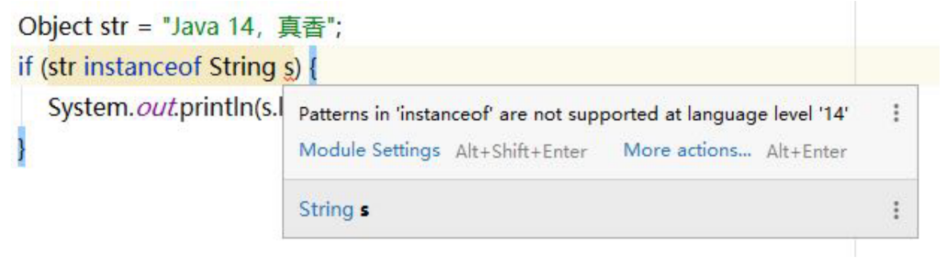 Object str = "Java 14，真香";
if (str instanceof String s) {
System.out.println(s.l
Patterns in 'instanceof' are not supported at language level '14'
Module Settings Alt+Shift+Enter More actions... Alt+Enter
}
String s